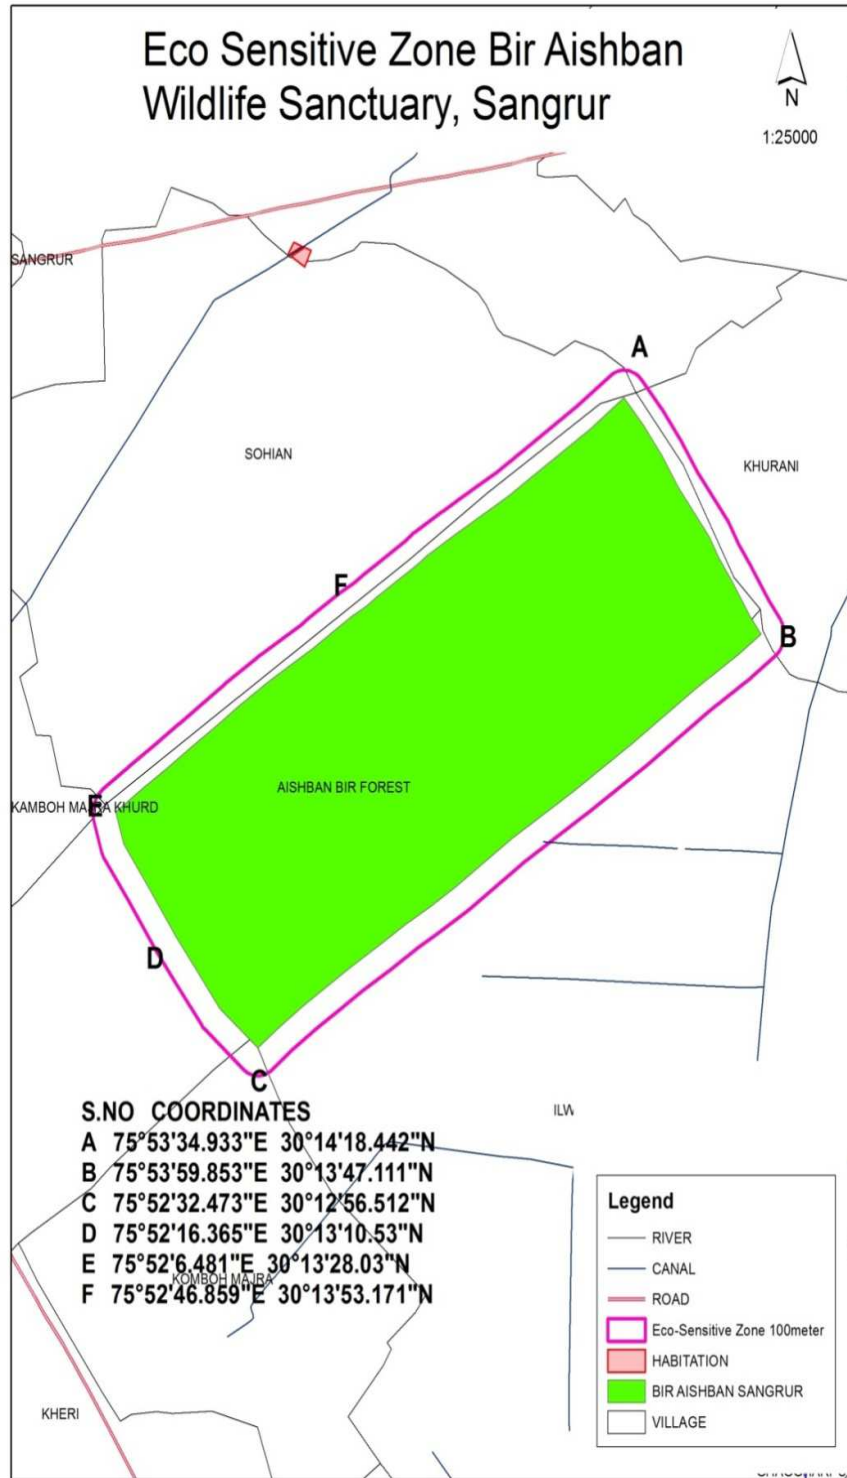 Eco Sensitive Zone Bir Aishban
Wildlife Sanctuary, Sangrur
N
1:25000
SANGRUR
A
SOHIAN
KHURANI
F
B
AISHBAN BIR FOREST
E
KAMBOH MAJRA KHURD
D
C
S.NO COORDINATES
A 75°53'34.933"E 30°14'18.442"N
B 75°53'59.853"E 30°13'47.111"N
C 75°52'32.473"E 30°12'56.512"N
D 75°52'16.365"E 30°13'10.53"N
E 75°52'6.481"E 30°13'28.03"N
F 75°52'46.859"E 30°13'53.171"N
ILW
KOMBOH MAJRA
KHERI
Legend
RIVER
CANAL
ROAD
Eco-Sensitive Zone 100meter
HABITATION
BIR AISHBAN SANGRUR
VILLAGE